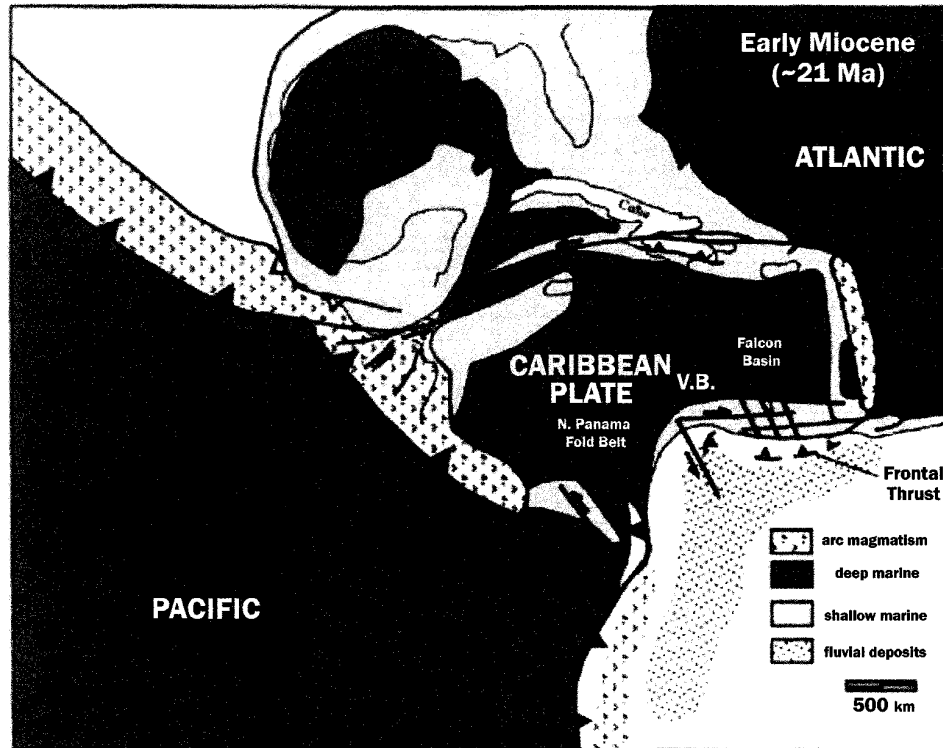 Early Miocene
(~21 Ma)
ATLANTIC
Cuba
Falcon
Basin
CARIBBEAN
PLATE
V.B.
N. Panama
Fold Belt
Frontal
Thrust
PACIFIC
arc magmatism
deep marine
shallow marine
fluvial deposits
500 km